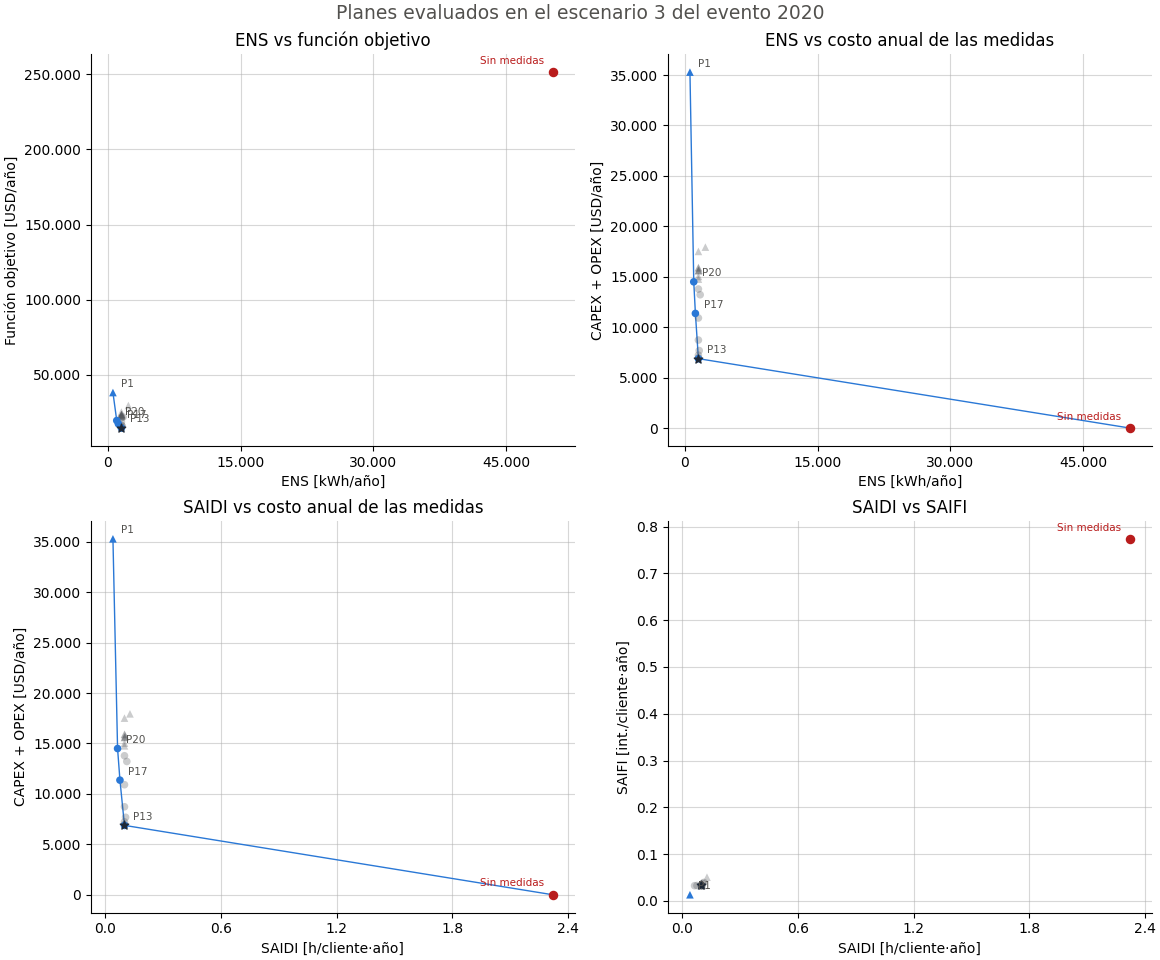 Planes evaluados en el escenario 3 del evento 2020
ENS vs función objetivo
Función objetivo [USD/año]
250.000
200.000
150.000
100.000
50.000
Sin medidas
P1
P20
P17
P13
0
15.000
30.000
45.000
ENS [kWh/año]
ENS vs costo anual de las medidas
CAPEX + OPEX [USD/año]
35.000
30.000
25.000
20.000
15.000
10.000
5.000
0
P1
P20
P17
P13
Sin medidas
0
15.000
30.000
45.000
ENS [kWh/año]
SAIDI vs costo anual de las medidas
CAPEX + OPEX [USD/año]
35.000
30.000
25.000
20.000
15.000
10.000
5.000
0
P1
P20
P17
P13
Sin medidas
0.0
0.6
1.2
1.8
2.4
SAIDI [h/cliente·año]
SAIDI vs SAIFI
SAIFI [int./cliente·año]
0.8
0.7
0.6
0.5
0.4
0.3
0.2
0.1
0.0
Sin medidas
0.0
0.6
1.2
1.8
2.4
SAIDI [h/cliente·año]